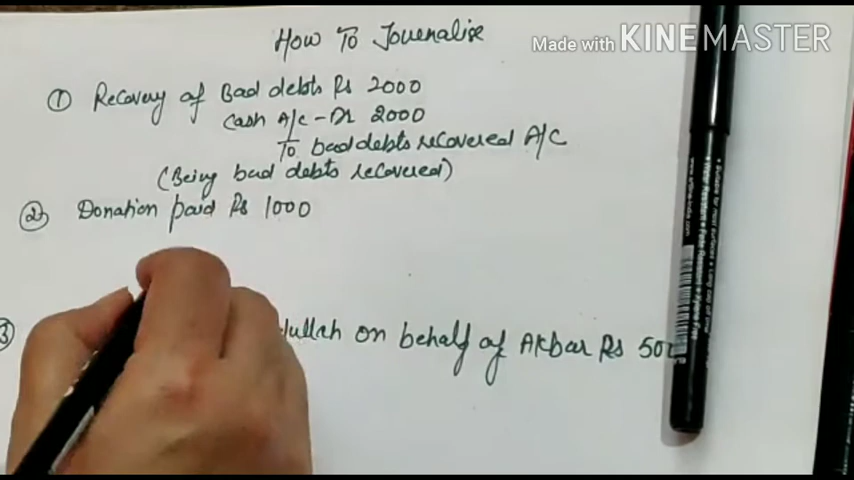 How To Journalise
Made with KINEMASTER
① Recovery of Bad debts Rs 2000
Cash A/c - Dr 2000
To bad debts recovered A/C
(Being bad debts recovered)
② Donation paid Rs 1000
③ on behalf of Akbar Rs